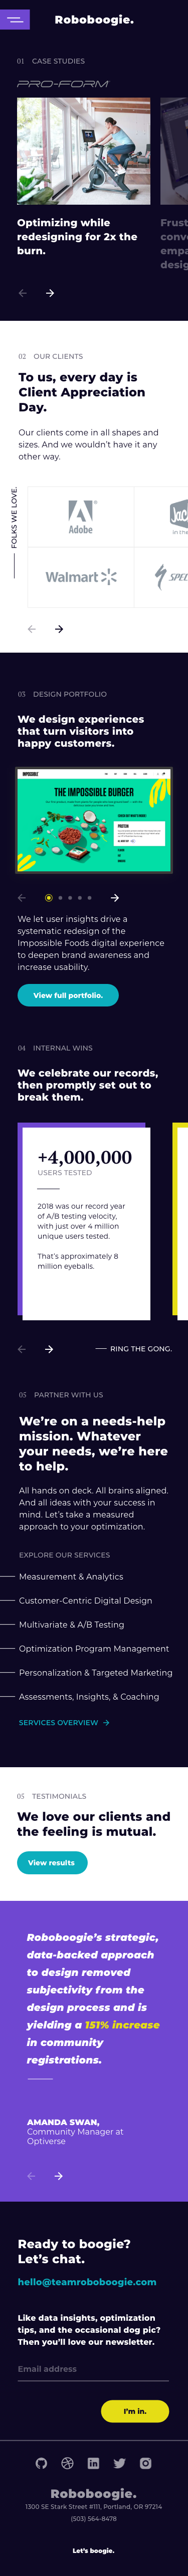 Roboboogie.
01 CASE STUDIES
PRO-FORM
Optimizing while
redesigning for 2x the
burn.
Frust
conve
empa
desig
02 OUR CLIENTS
To us, every day is
Client Appreciation
Day.
Our clients come in all shapes and
sizes. And we wouldn't have it any
other way.
FOLKS WE LOVE.
Adobe
Jac
in the
Walmart
SPE
03 DESIGN PORTFOLIO
We design experiences
that turn visitors into
happy customers.
IMPOSSIBLE
THE IMPOSSIBLE BURGER
We let user insights drive a
systematic redesign of the
Impossible Foods digital experience
to deepen brand awareness and
increase usability.
View full portfolio.
04 INTERNAL WINS
We celebrate our records,
then promptly set out to
break them.
+4,000,000
USERS TESTED
2018 was our record year
of A/B testing velocity,
with just over 4 million
unique users tested.
That's approximately 8
million eyeballs.
RING THE GONG.
05 PARTNER WITH US
We're on a needs-help
mission. Whatever
your needs, we're here
to help.
All hands on deck. All brains aligned.
And all ideas with your success in
mind. Let's take a measured
approach to your optimization.
EXPLORE OUR SERVICES
Measurement & Analytics
Customer-Centric Digital Design
Multivariate & A/B Testing
Optimization Program Management
Personalization & Targeted Marketing
Assessments, Insights, & Coaching
SERVICES OVERVIEW
05 TESTIMONIALS
We love our clients and
the feeling is mutual.
View results
Roboboogie's strategic,
data-backed approach
to design removed
subjectivity from the
design process and is
yielding a 151% increase
in community
registrations.
AMANDA SWAN,
Community Manager at
Optiverse
Ready to boogie?
Let's chat.
hello@teamroboboogie.com
Like data insights, optimization
tips, and the occasional dog pic?
Then you'll love our newsletter.
Email address
I'm in.
Roboboogie.
1300 SE Stark Street #111, Portland, OR 97214
(503) 564-8478
Let's boogie.